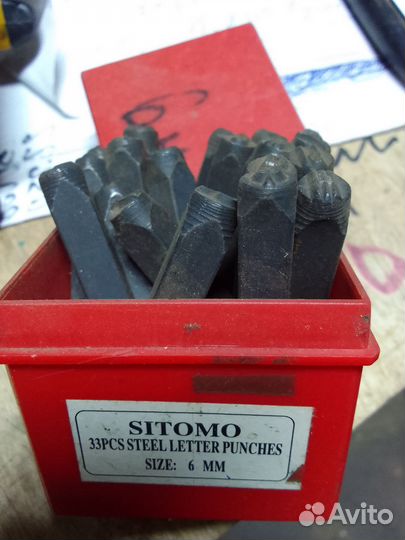 SITOMO
33PCS STEEL LETTER PUNCHES
SIZE: 6 MM
Avito